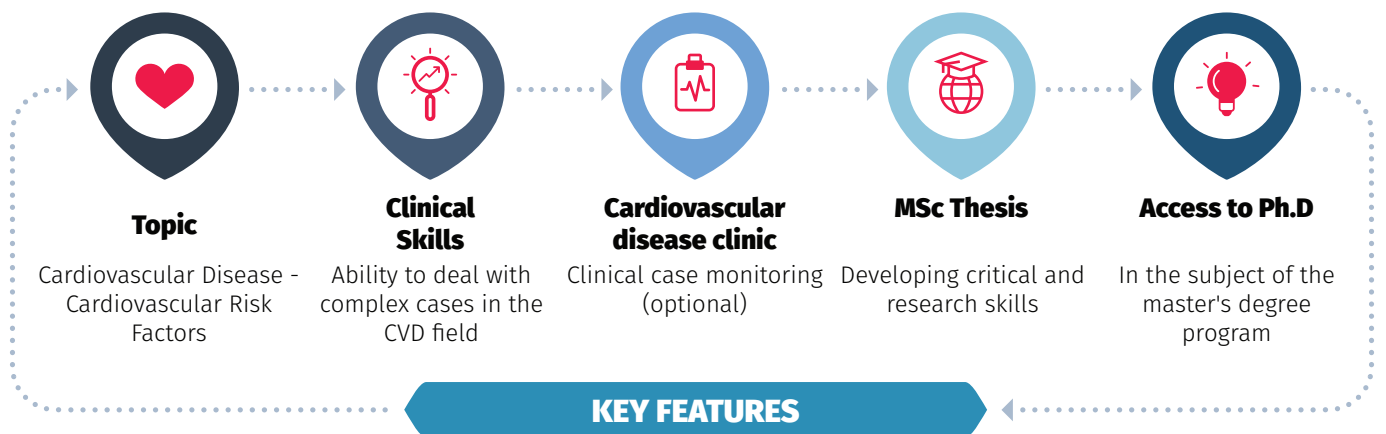 Topic
Cardiovascular Disease -
Cardiovascular Risk
Factors
Clinical
Skills
Ability to deal with
complex cases in the
CVD field
Cardiovascular
disease clinic
Clinical case monitoring
(optional)
MSc Thesis
Developing critical and
research skills
Access to Ph.D
In the subject of the
master's degree
program
KEY FEATURES